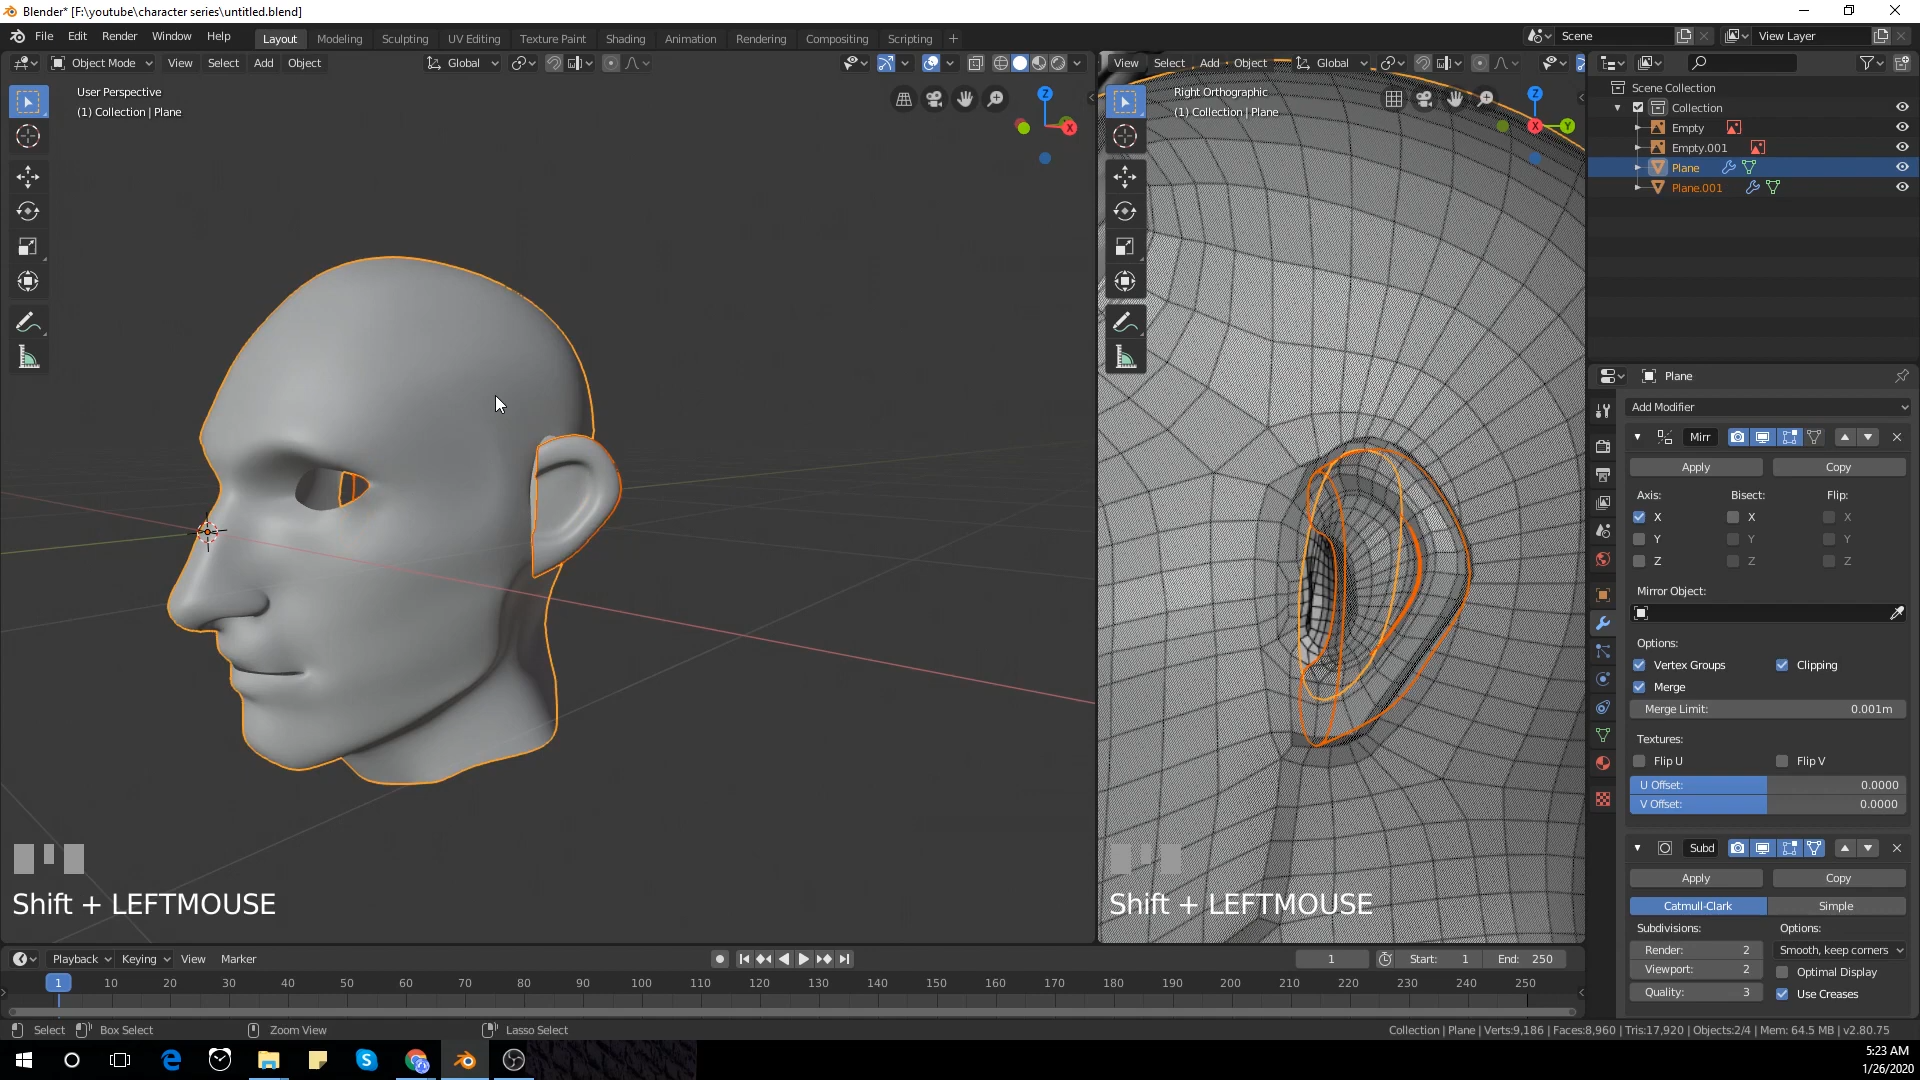 Blender* [F:\youtube\character series\untitled.blend]
File Edit Render Window Help Layout Modeling Sculpting UV Editing Texture Paint Shading Animation Rendering Compositing Scripting + Scene View Layer
Object Mode View Select Add Object Global View Select Add Object Global
User Perspective
(1) Collection | Plane
Z
X
Right Orthographic
(1) Collection | Plane
Z
X Y
Scene Collection
Collection
Empty
Empty.001
Plane
Plane.001
Plane
Add Modifier
Mirr
Apply Copy
Axis: Bisect: Flip:
X X X
Y Y Y
Z Z Z
Mirror Object:
Options:
Vertex Groups Clipping
Merge
Merge Limit: 0.001m
Textures:
Flip U Flip V
U Offset: 0.0000
V Offset: 0.0000
Subd
Apply Copy
Catmull-Clark Simple
Subdivisions: Options:
Render: 2 Smooth, keep corners
Viewport: 2 Optimal Display
Quality: 3 Use Creases
Shift + LEFTMOUSE
Shift + LEFTMOUSE
Playback Keying View Marker 1 Start: 1 End: 250
1 10 20 30 40 50 60 70 80 90 100 110 120 130 140 150 160 170 180 190 200 210 220 230 240 250
Select Box Select Zoom View Lasso Select Collection | Plane | Verts:9,186 | Faces:8,960 | Tris:17,920 | Objects:2/4 | Mem: 64.5 MB | v2.80.75
5:23 AM
1/26/2020